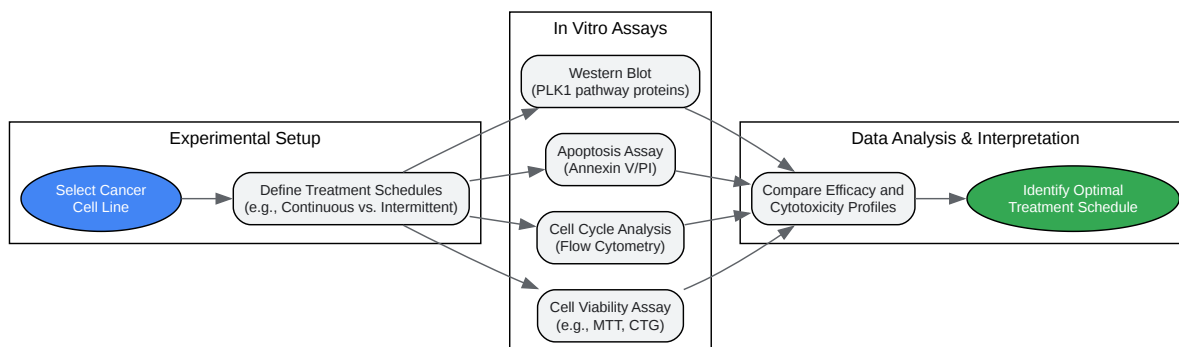 Experimental Setup
Select Cancer
Cell Line
Define Treatment Schedules
(e.g., Continuous vs. Intermittent)
In Vitro Assays
Western Blot
(PLK1 pathway proteins)
Apoptosis Assay
(Annexin V/PI)
Cell Cycle Analysis
(Flow Cytometry)
Cell Viability Assay
(e.g., MTT, CTG)
Data Analysis & Interpretation
Compare Efficacy and
Cytotoxicity Profiles
Identify Optimal
Treatment Schedule